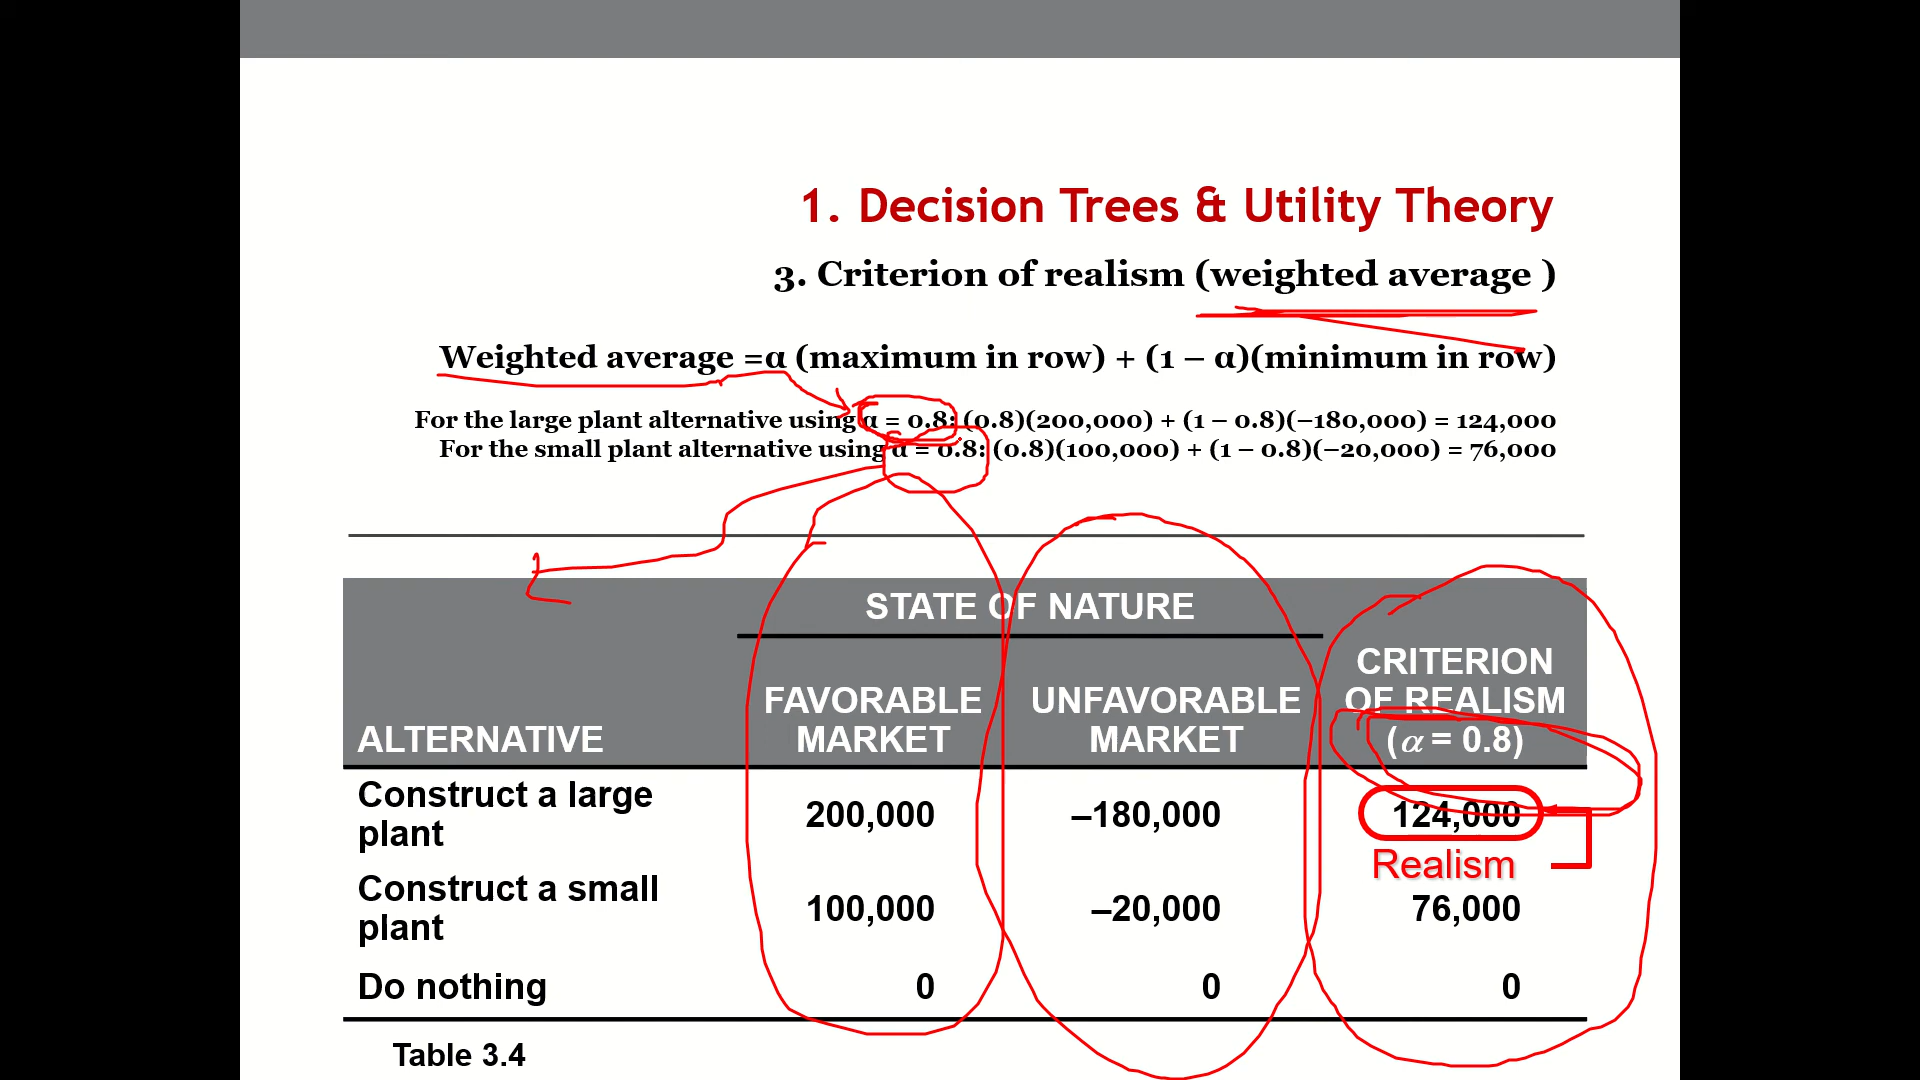 1. Decision Trees & Utility Theory
3. Criterion of realism (weighted average )
Weighted average =α (maximum in row) + (1 – α)(minimum in row)
For the large plant alternative using α = 0.8: (0.8)(200,000) + (1 – 0.8)(–180,000) = 124,000
For the small plant alternative using α = 0.8: (0.8)(100,000) + (1 – 0.8)(–20,000) = 76,000
STATE OF NATURE
ALTERNATIVE FAVORABLE MARKET UNFAVORABLE MARKET CRITERION OF REALISM (α = 0.8)
Construct a large plant 200,000 –180,000 124,000
Realism
Construct a small plant 100,000 –20,000 76,000
Do nothing 0 0 0
Table 3.4